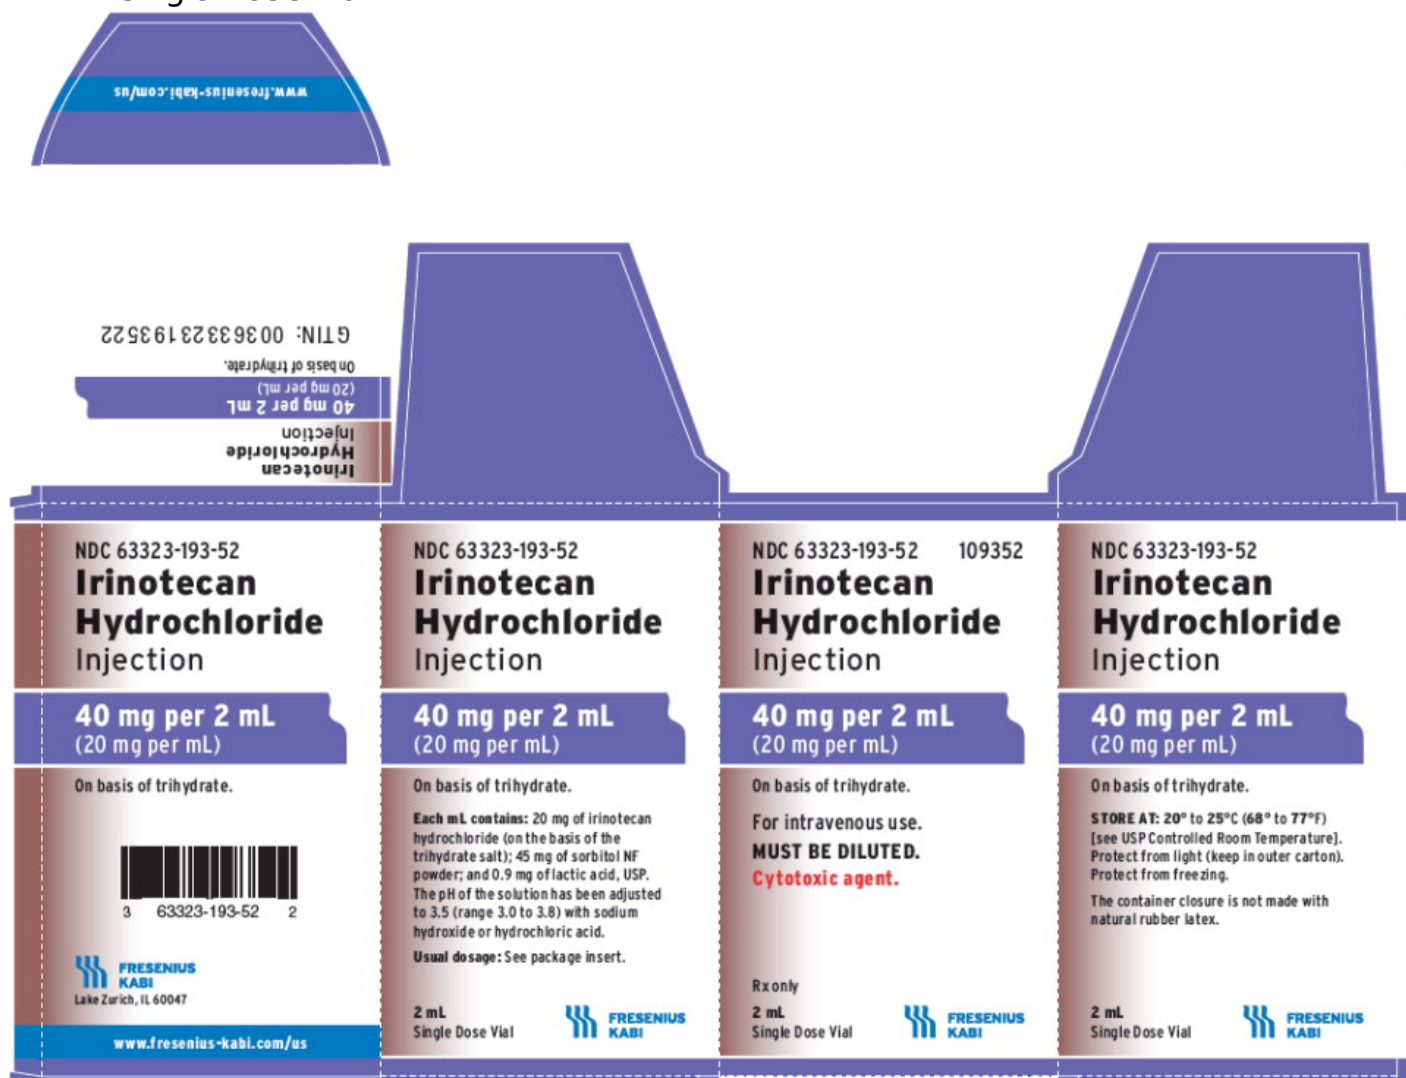 www.fresenius-kabi.com/us
GTIN: 00363323193522
On basis of trihydrate.
(20 mg per mL)
40 mg per 2 mL
Injection
Hydrochloride
Irinotecan
NDC 63323-193-52
Irinotecan
Hydrochloride
Injection
40 mg per 2 mL
(20 mg per mL)
On basis of trihydrate.
3 63323-193-52 2
FRESENIUS
KABI
Lake Zurich, IL 60047
www.fresenius-kabi.com/us
NDC 63323-193-52
Irinotecan
Hydrochloride
Injection
40 mg per 2 mL
(20 mg per mL)
On basis of trihydrate.
Each mL contains: 20 mg of irinotecan
hydrochloride (on the basis of the
trihydrate salt); 45 mg of sorbitol NF
powder; and 0.9 mg of lactic acid, USP.
The pH of the solution has been adjusted
to 3.5 (range 3.0 to 3.8) with sodium
hydroxide or hydrochloric acid.
Usual dosage: See package insert.
2 mL
Single Dose Vial
FRESENIUS
KABI
NDC 63323-193-52 109352
Irinotecan
Hydrochloride
Injection
40 mg per 2 mL
(20 mg per mL)
On basis of trihydrate.
For intravenous use.
MUST BE DILUTED.
Cytotoxic agent.
Rx only
2 mL
Single Dose Vial
FRESENIUS
KABI
NDC 63323-193-52
Irinotecan
Hydrochloride
Injection
40 mg per 2 mL
(20 mg per mL)
On basis of trihydrate.
STORE AT: 20° to 25°C (68° to 77°F)
[see USP Controlled Room Temperature].
Protect from light (keep in outer carton).
Protect from freezing.
The container closure is not made with
natural rubber latex.
2 mL
Single Dose Vial
FRESENIUS
KABI